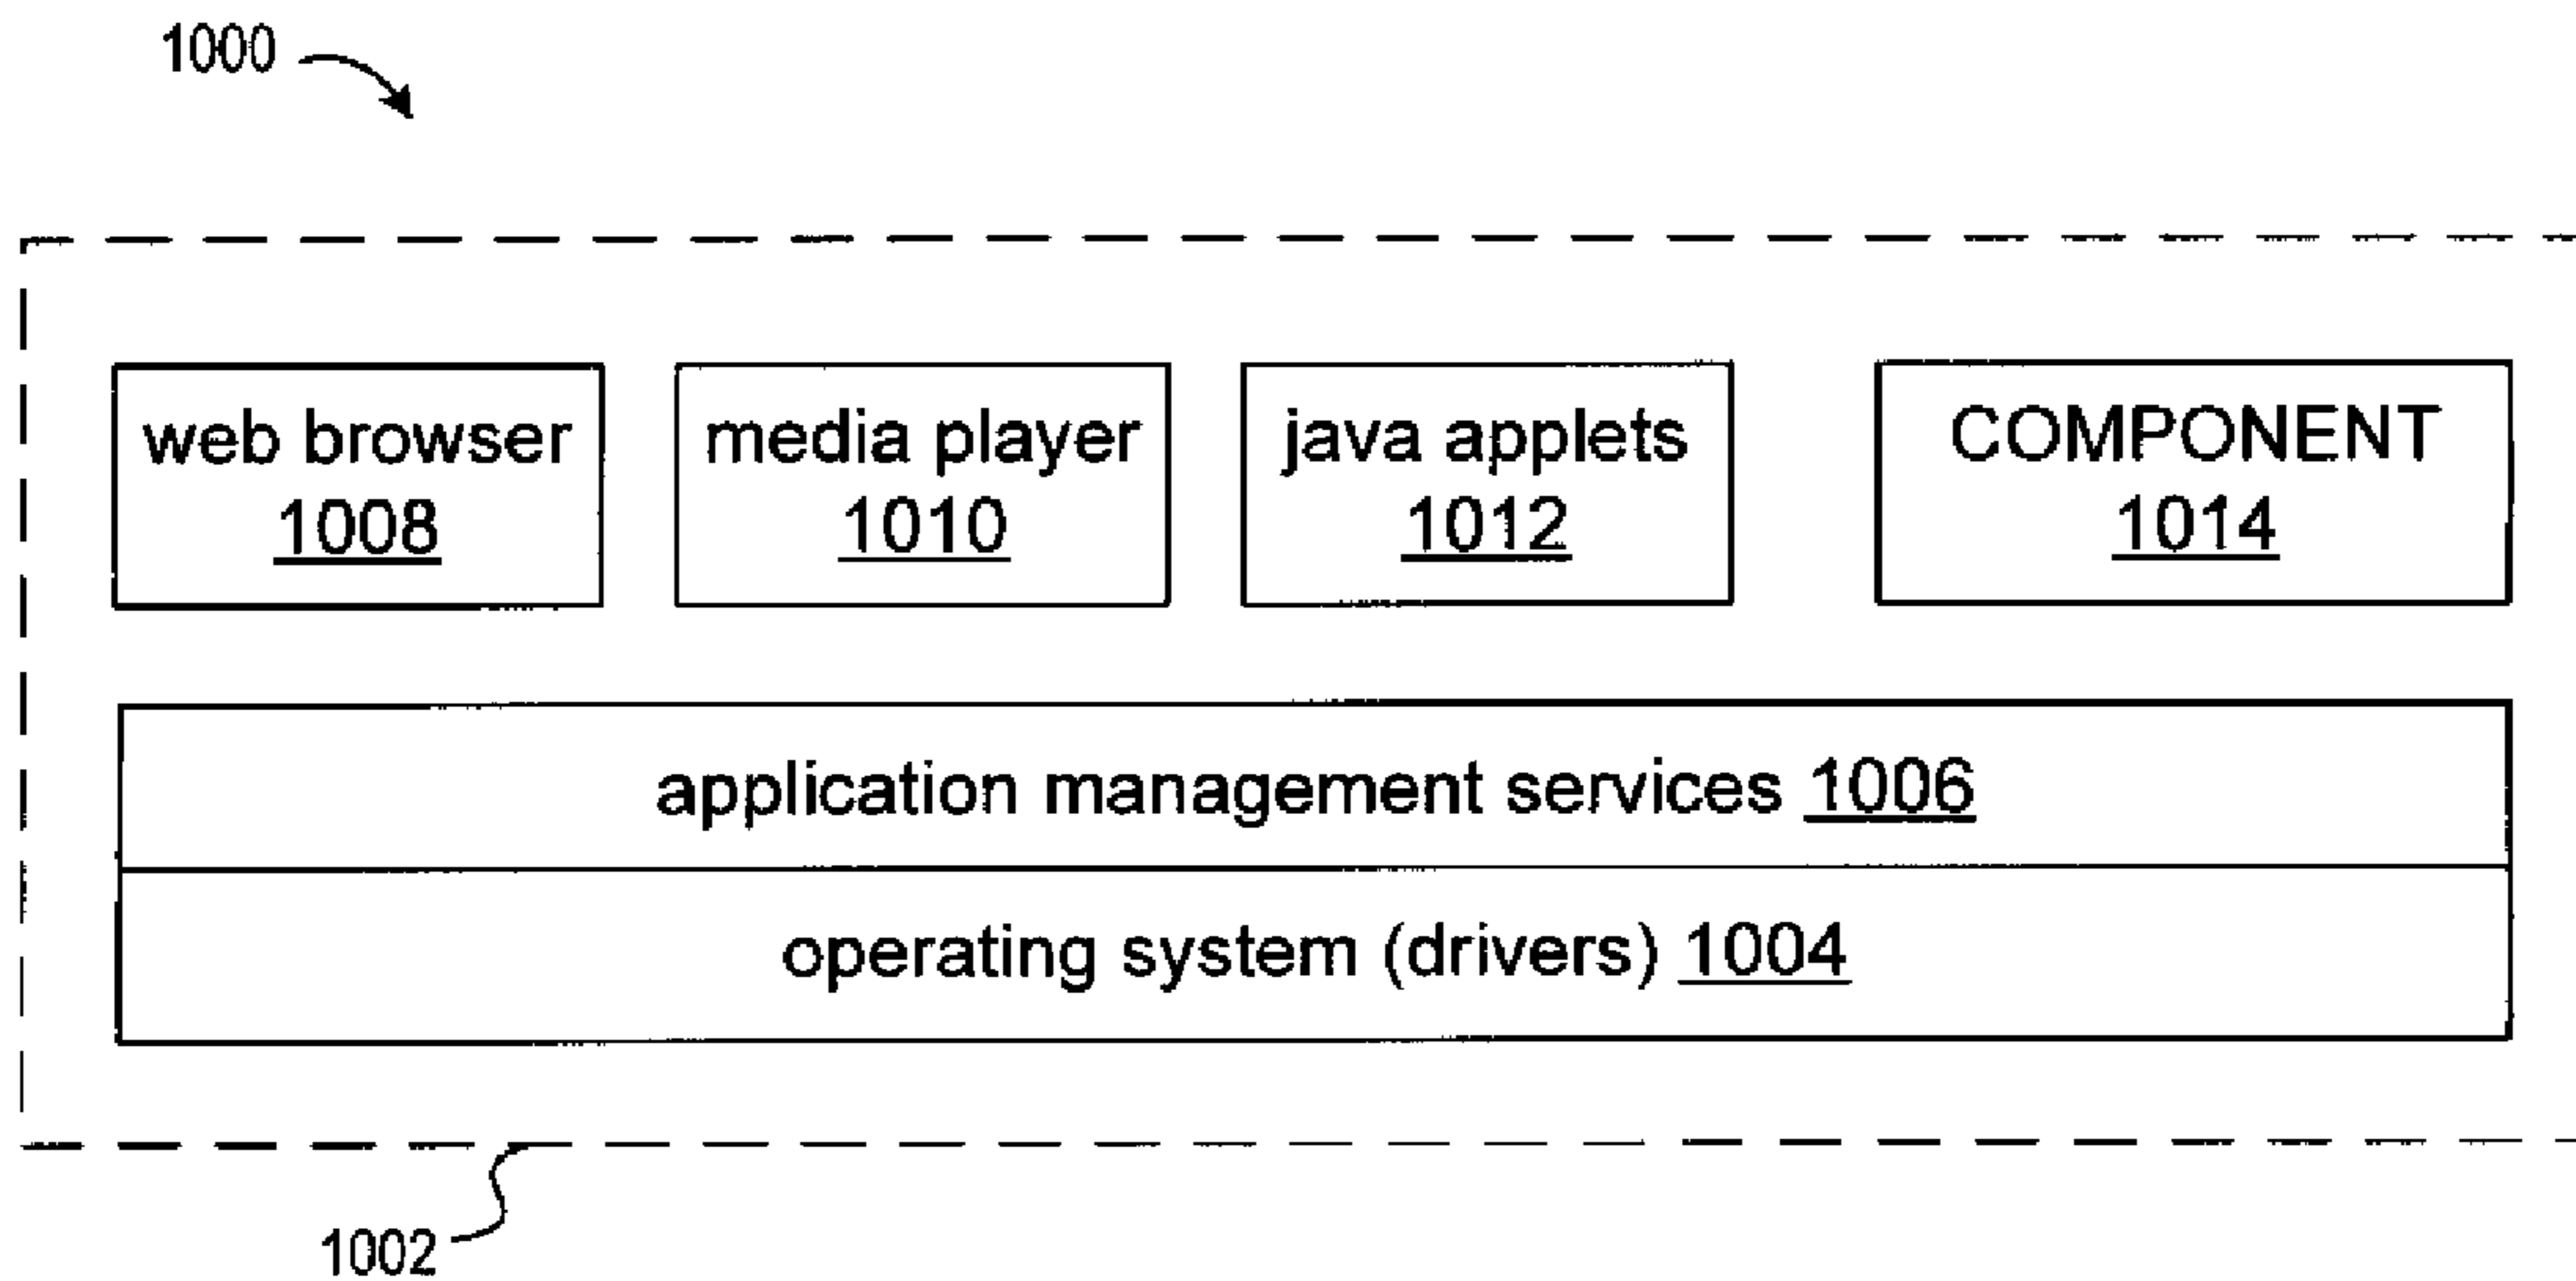 1000
web browser
1008
media player
1010
java applets
1012
COMPONENT
1014
application management services 1006
operating system (drivers) 1004
1002